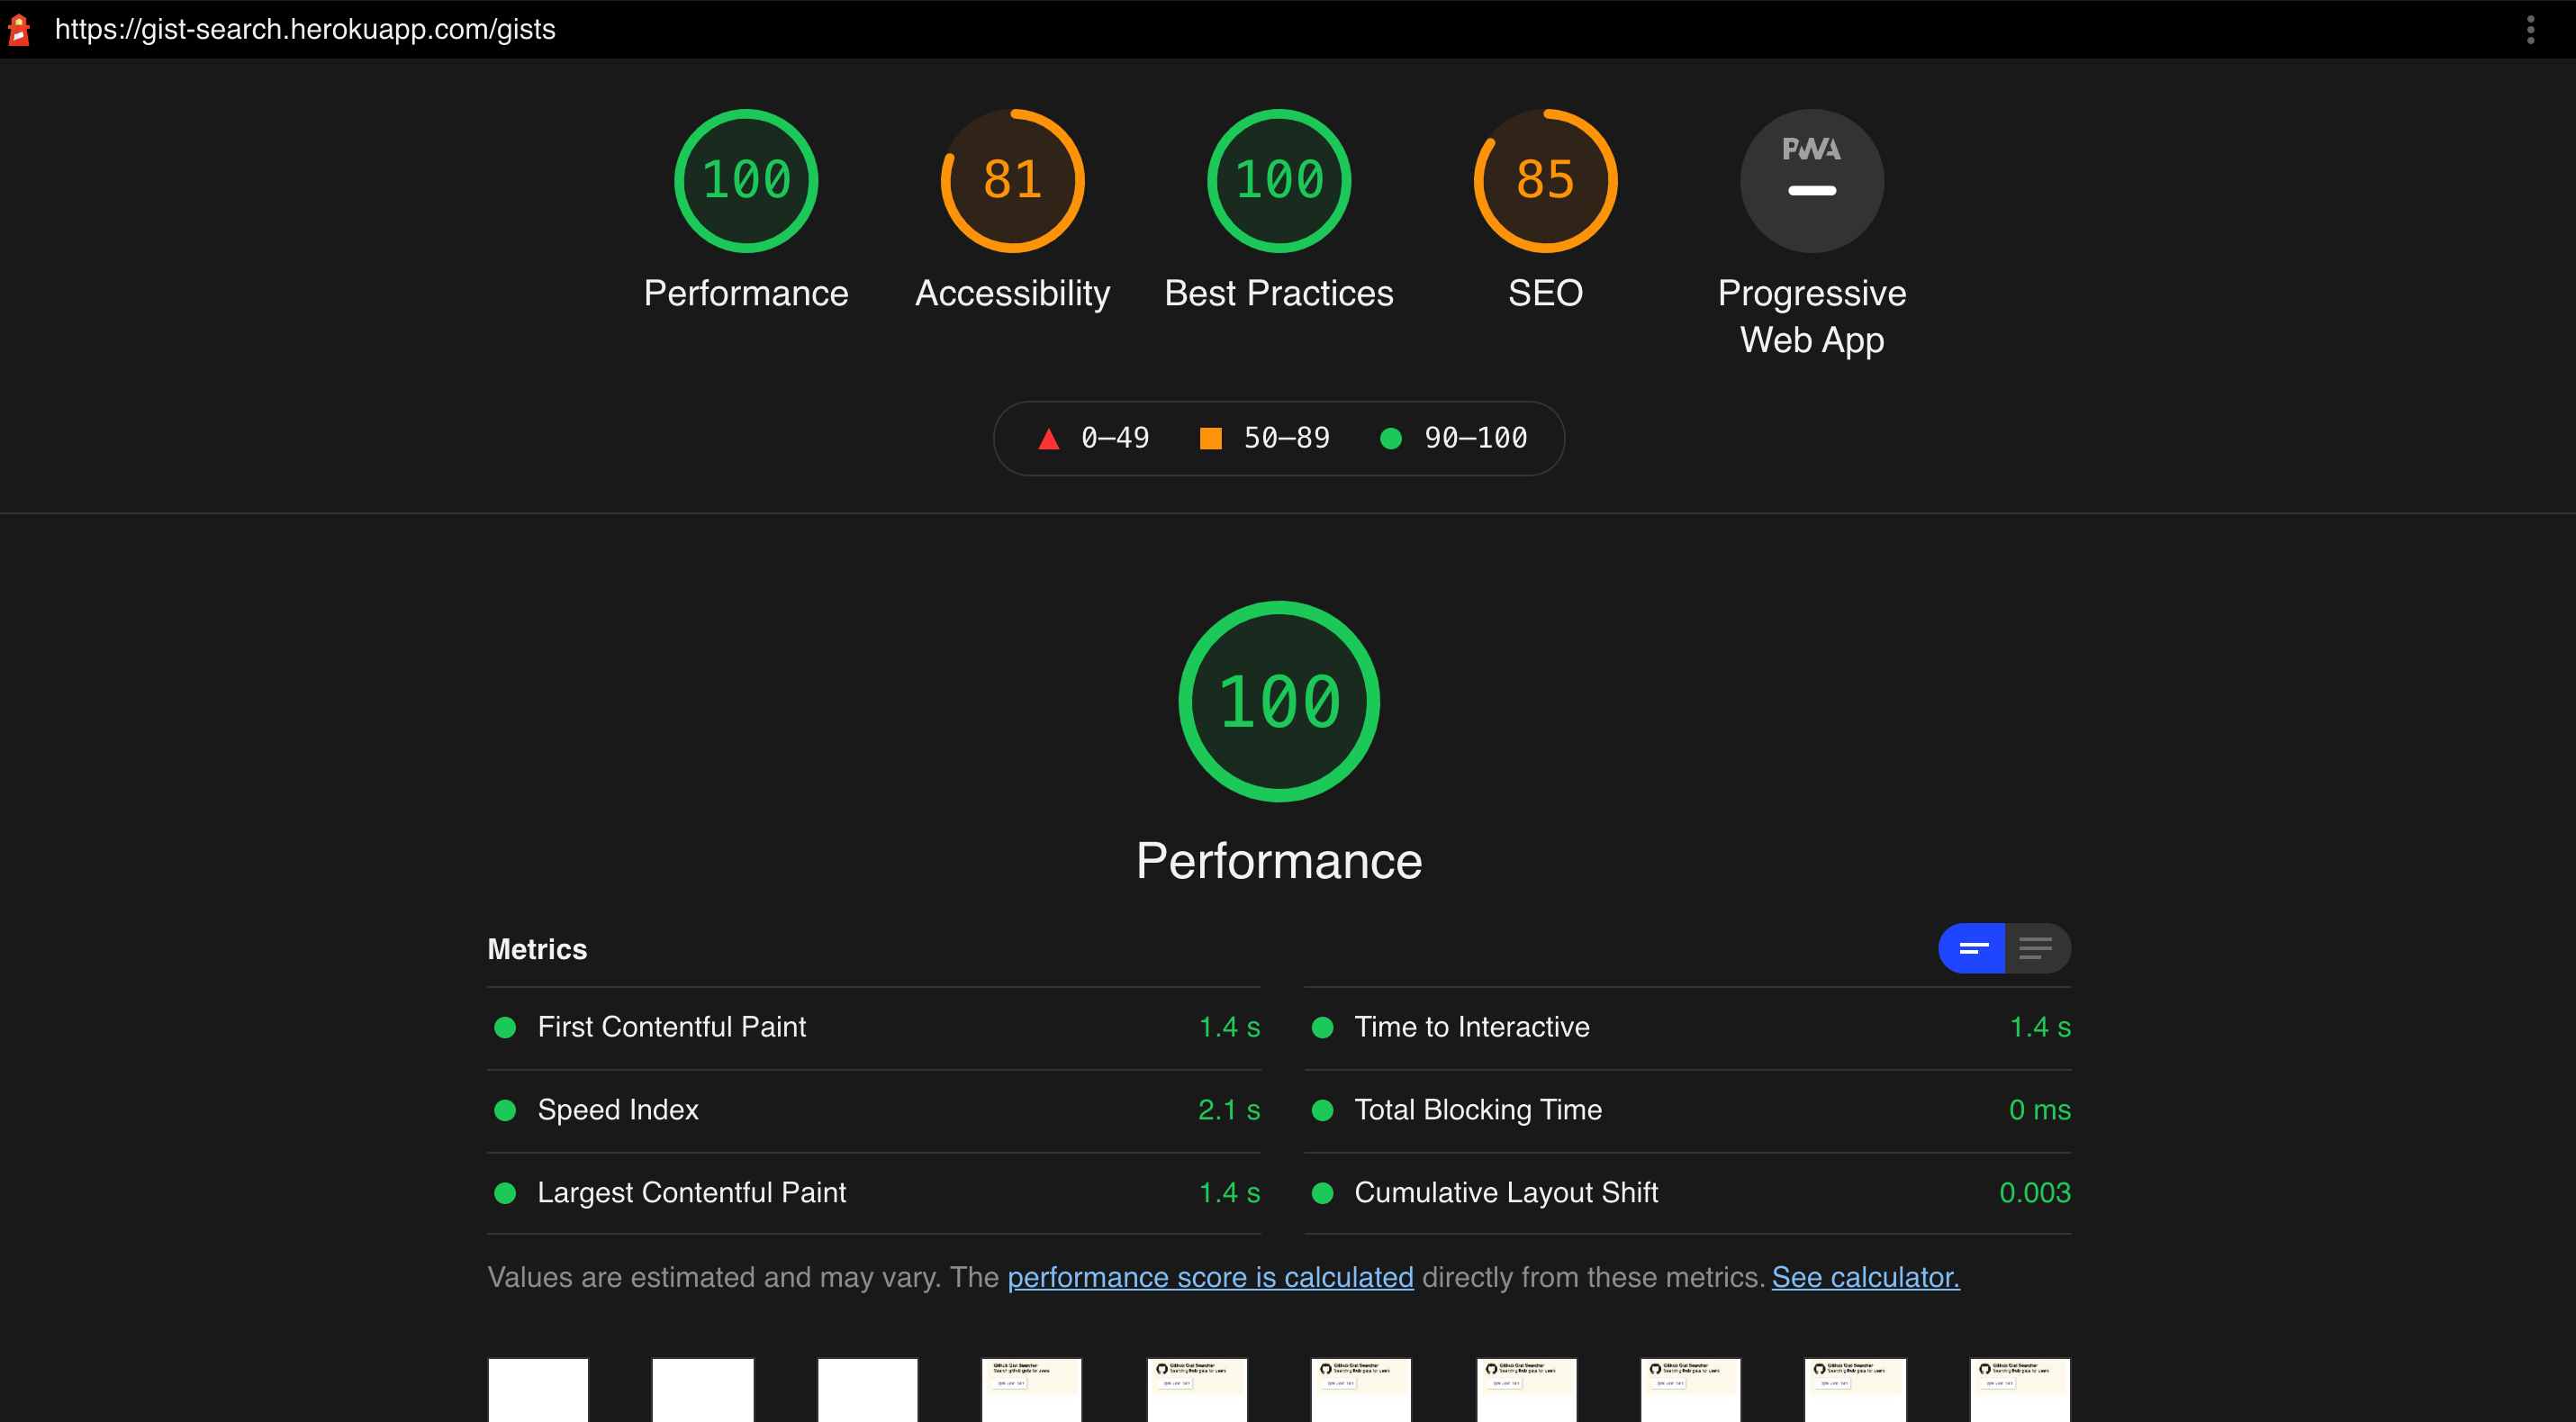 https://gist-search.herokuapp.com/gists
100
81
100
85
PWA
Performance
Accessibility
Best Practices
SEO
Progressive
Web App
0–49
50–89
90–100
100
Performance
Metrics
First Contentful Paint
1.4 s
Time to Interactive
1.4 s
Speed Index
2.1 s
Total Blocking Time
0 ms
Largest Contentful Paint
1.4 s
Cumulative Layout Shift
0.003
Values are estimated and may vary. The performance score is calculated directly from these metrics. See calculator.